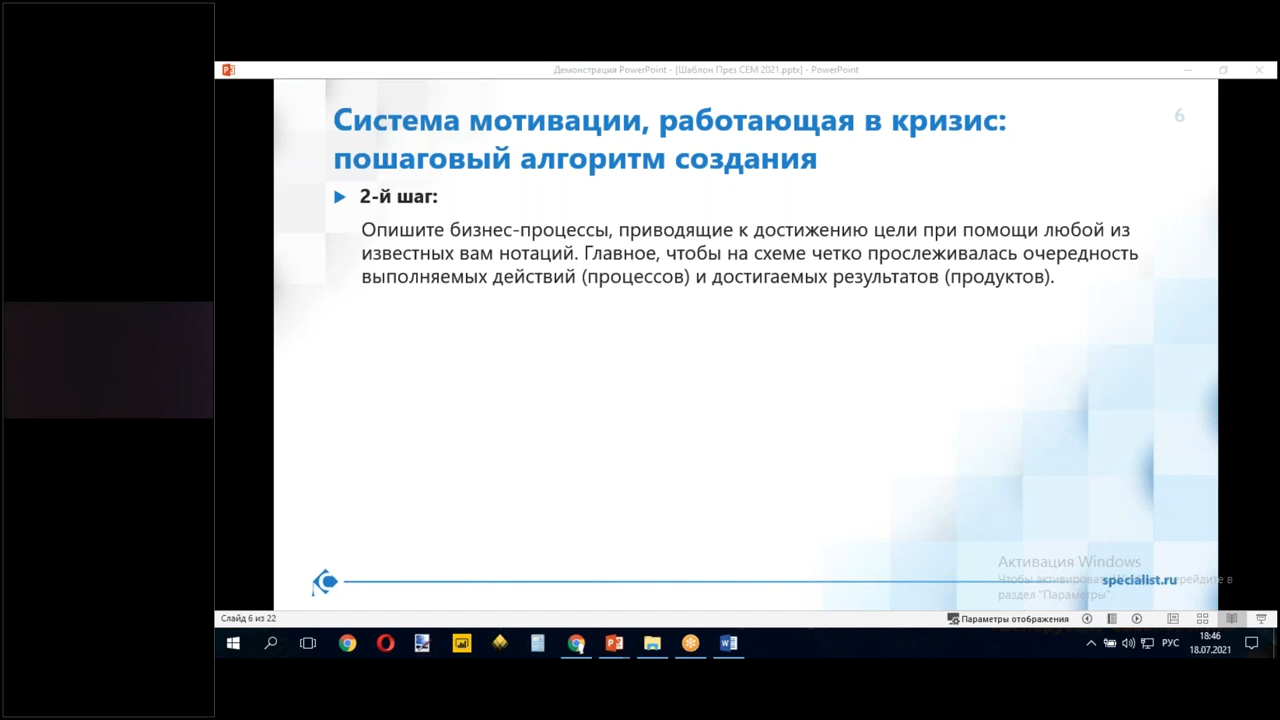 Демонстрация PowerPoint - [Шаблон През СЕМ 2021.pptx] - PowerPoint
6
Система мотивации, работающая в кризис:
пошаговый алгоритм создания
2-й шаг:
Опишите бизнес-процессы, приводящие к достижению цели при помощи любой из
известных вам нотаций. Главное, чтобы на схеме четко прослеживалась очередность
выполняемых действий (процессов) и достигаемых результатов (продуктов).
Активация Windows
Чтобы активировать
specialist.ru
раздел "Параметры".
Слайд 6 из 22
Параметры отображения
РУС
18:46
18.07.2021